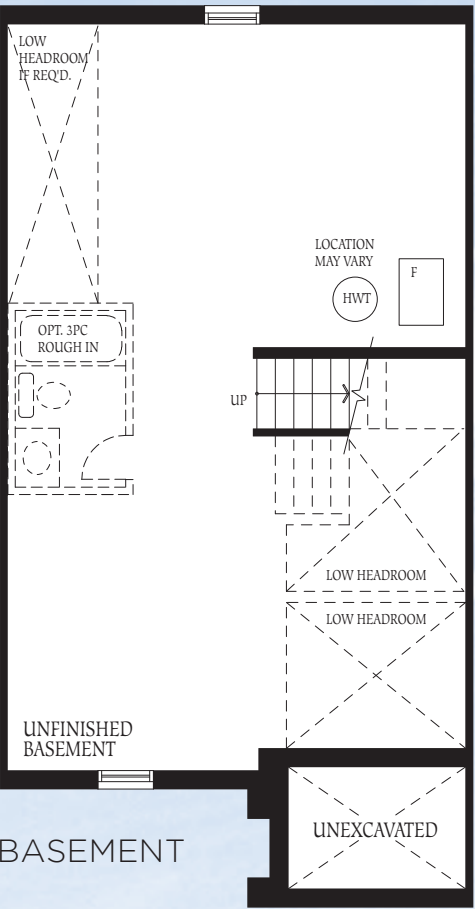 LOW
HEADROOM
IF REQ'D.
LOCATION
MAY VARY
F
HWT
OPT. 3PC
ROUGH IN
UP
LOW HEADROOM
LOW HEADROOM
UNFINISHED
BASEMENT
UNEXCAVATED
BASEMENT